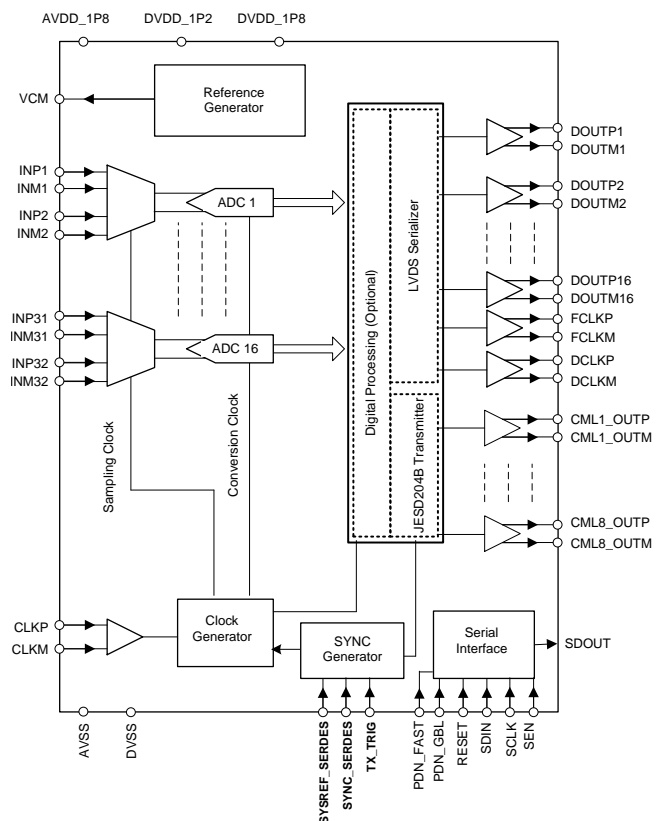 AVDD_1P8 DVDD_1P2 DVDD_1P8
VCM
Reference
Generator
INP1
INM1
INP2
INM2
ADC 1
INP31
INM31
INP32
INM32
ADC 16
Sampling Clock
Conversion Clock
Digital Processing (Optional)
LVDS Serializer
JESD204B Transmitter
DOUTP1
DOUTM1
DOUTP2
DOUTM2
DOUTP16
DOUTM16
FCLKP
FCLKM
DCLKP
DCLKM
CML1_OUTP
CML1_OUTM
CML8_OUTP
CML8_OUTM
CLKP
CLKM
Clock
Generator
SYNC
Generator
Serial
Interface
SDOUT
AVSS
DVSS
SYSREF_SERDES
SYNC_SERDES
TX_TRIG
PDN_FAST
PDN_GBL
RESET
SDIN
SCLK
SEN